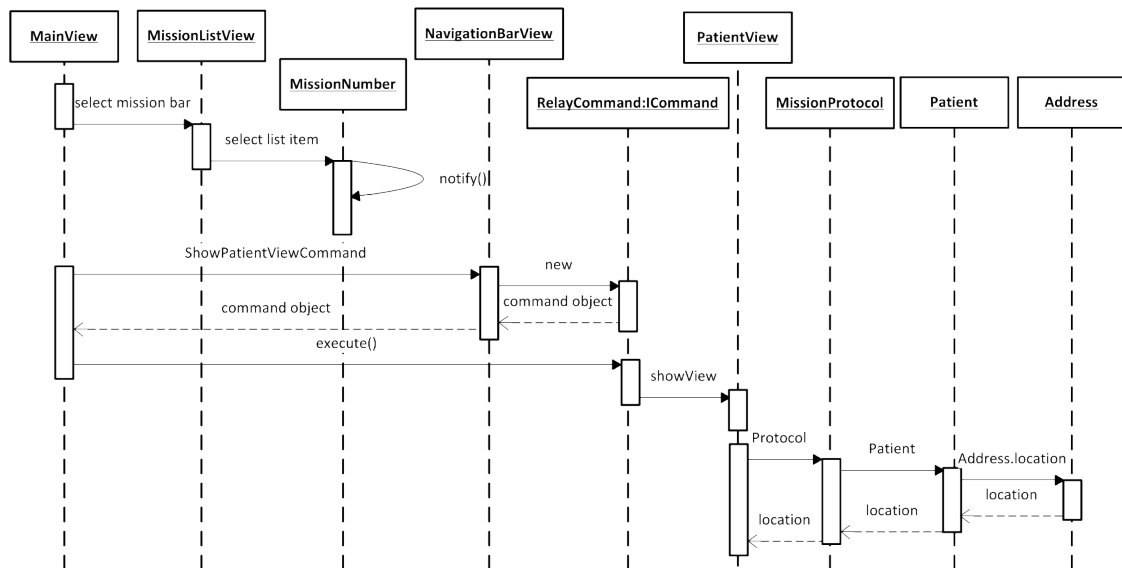 MainView
MissionListView
NavigationBarView
PatientView
MissionNumber
RelayCommand:ICommand
MissionProtocol
Patient
Address
select mission bar
select list item
notify()
ShowPatientViewCommand
new
command object
command object
execute()
showView
Protocol
Patient
Address.location
location
location
location